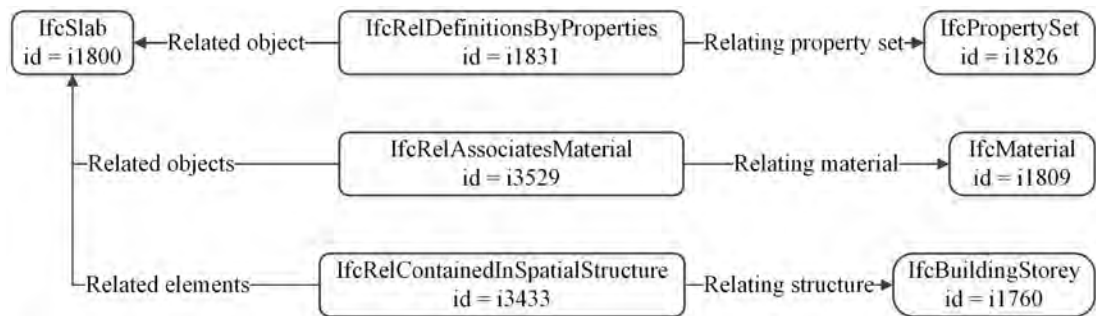 IfcSlab
id = i1800
Related object
IfcRelDefinitionsByProperties
id = i1831
Relating property set
IfcPropertySet
id = i1826
Related objects
IfcRelAssociatesMaterial
id = i3529
Relating material
IfcMaterial
id = i1809
Related elements
IfcRelContainedInSpatialStructure
id = i3433
Relating structure
IfcBuildingStorey
id = i1760